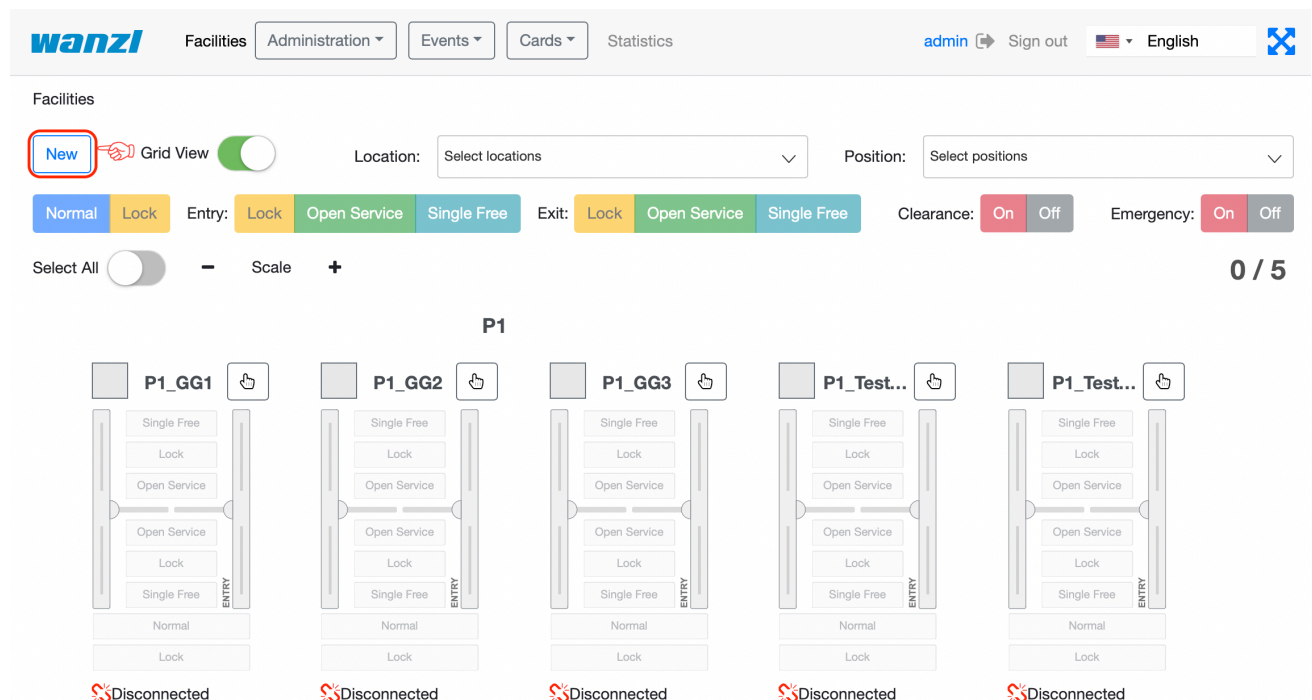 wanzl Facilities Administration Events Cards Statistics admin Sign out English
Facilities
New Grid View Location: Select locations Position: Select positions
Normal Lock Entry: Lock Open Service Single Free Exit: Lock Open Service Single Free Clearance: On Off Emergency: On Off
Select All - Scale + 0 / 5
P1
P1_GG1 P1_GG2 P1_GG3 P1_Test... P1_Test...
Single Free Single Free Single Free Single Free Single Free
Lock Lock Lock Lock Lock
Open Service Open Service Open Service Open Service Open Service
Open Service Open Service Open Service Open Service Open Service
Lock Lock Lock Lock Lock
Single Free ENTRY Single Free ENTRY Single Free ENTRY Single Free ENTRY Single Free ENTRY
Normal Normal Normal Normal Normal
Lock Lock Lock Lock Lock
Disconnected Disconnected Disconnected Disconnected Disconnected